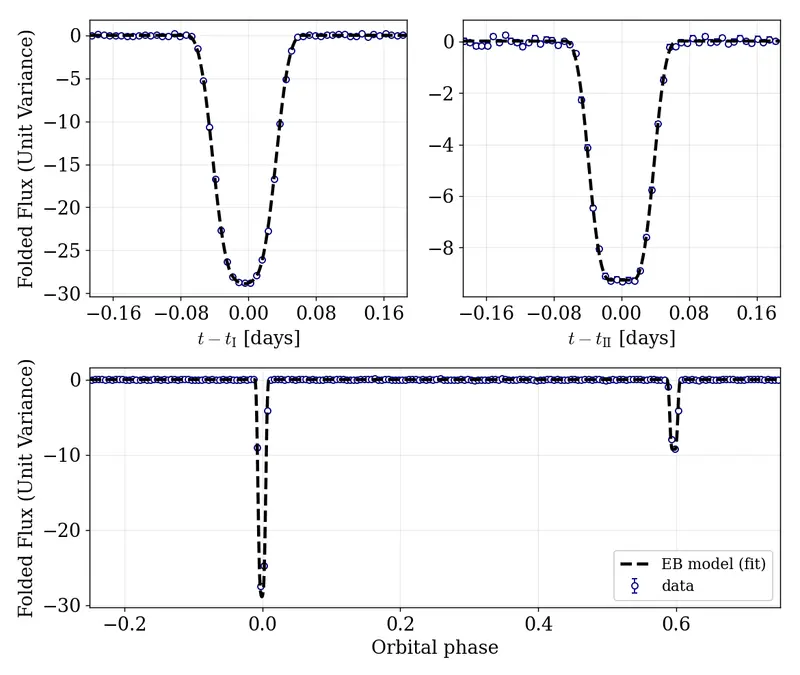 Folded Flux (Unit Variance)
0
−5
−10
−15
−20
−25
−30
−0.16 −0.08 0.00 0.08 0.16
t − tI [days]
0
−2
−4
−6
−8
−0.16 −0.08 0.00 0.08 0.16
t − tII [days]
Folded Flux (Unit Variance)
0
−10
−20
−30
EB model (fit)
data
−0.2 0.0 0.2 0.4 0.6
Orbital phase